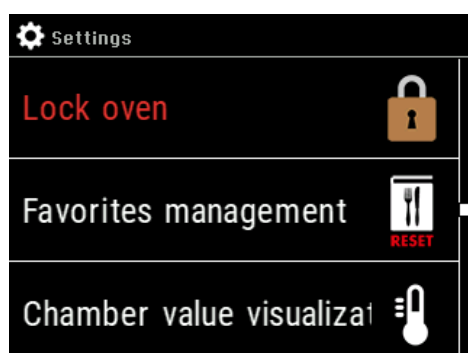 Settings
Lock oven
Favorites management
RESET
Chamber value visualizat